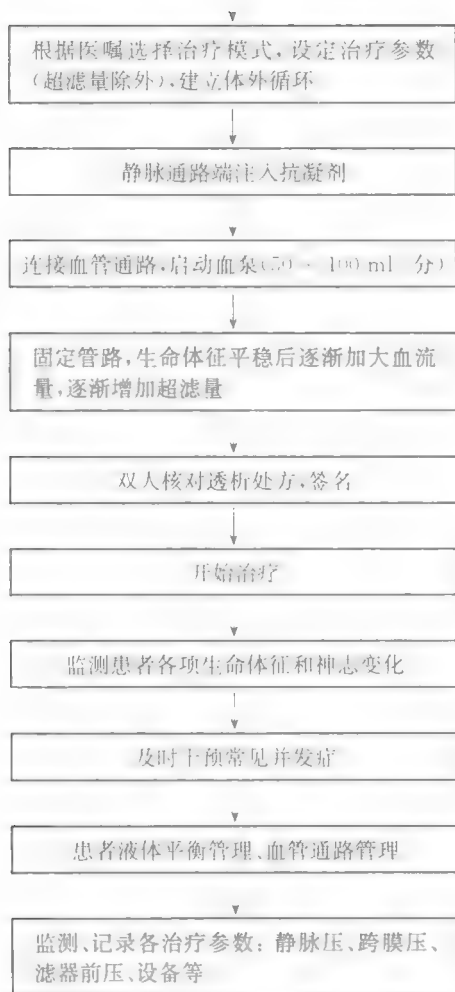 根据医嘱选择治疗模式，设定治疗参数
(超滤量除外)，建立体外循环
静脉通路端注入抗凝剂
连接血管通路，启动血泵(50～100 ml/分)
固定管路，生命体征平稳后逐渐加大血流
量，逐渐增加超滤量
双人核对透析处方，签名
开始治疗
监测患者各项生命体征和神志变化
及时干预常见并发症
患者液体平衡管理、血管通路管理
监测、记录各治疗参数：静脉压、跨膜压、
滤器前压、设备等